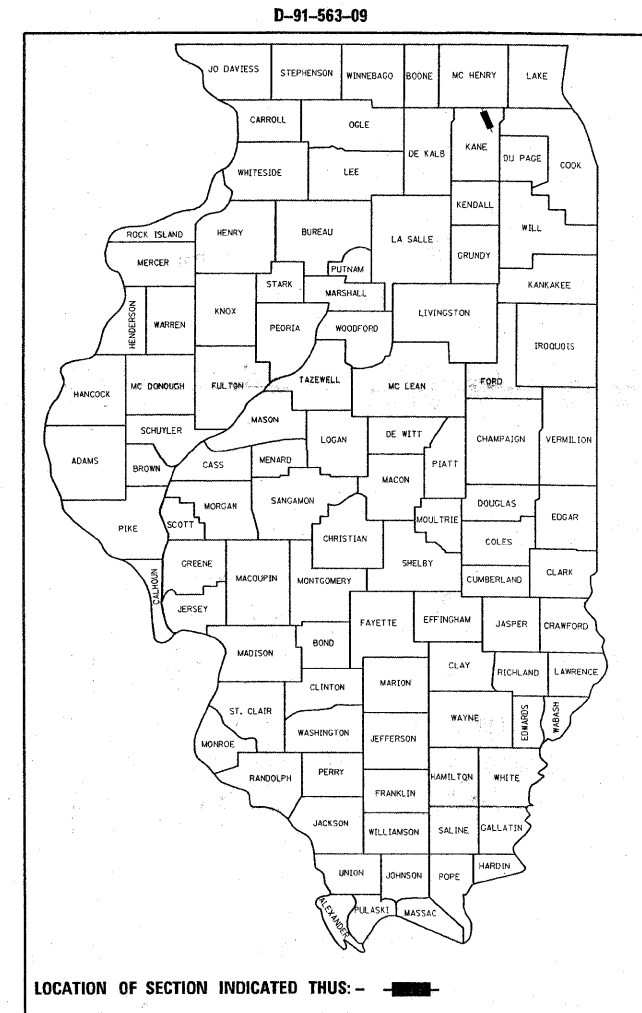 D-91-563-09
JO DAVIESS
STEPHENSON
WINNEBAGO
BOONE
MC HENRY
LAKE
CARROLL
OGLE
DE KALB
KANE
DU PAGE
COOK
WHITESIDE
LEE
KENDALL
ROCK ISLAND
HENRY
BUREAU
LA SALLE
WILL
MERCER
PUTNAM
GRUNDY
STARK
MARSHALL
KANKAKEE
HENDERSON
WARREN
KNOX
PEORIA
WOODFORD
LIVINGSTON
IROQUOIS
HANCOCK
MC DONOUGH
FULTON
TAZEWELL
MC LEAN
FORD
SCHUYLER
MASON
LOGAN
DE WITT
CHAMPAIGN
VERMILION
ADAMS
BROWN
CASS
MENARD
MACON
PIATT
PIKE
SCOTT
MORGAN
SANGAMON
CHRISTIAN
MOULTRIE
DOUGLAS
EDGAR
COLES
CALHOUN
GREENE
MACOUPIN
MONTGOMERY
SHELBY
CUMBERLAND
CLARK
JERSEY
FAYETTE
EFFINGHAM
JASPER
CRAWFORD
MADISON
BOND
CLAY
RICHLAND
LAWRENCE
CLINTON
MARION
ST. CLAIR
WAYNE
EDWARDS
WABASH
MONROE
WASHINGTON
JEFFERSON
RANDOLPH
PERRY
HAMILTON
WHITE
FRANKLIN
JACKSON
WILLIAMSON
SALINE
GALLATIN
UNION
JOHNSON
POPE
HARDIN
ALEXANDER
PULASKI
MASSAC
LOCATION OF SECTION INDICATED THUS: -